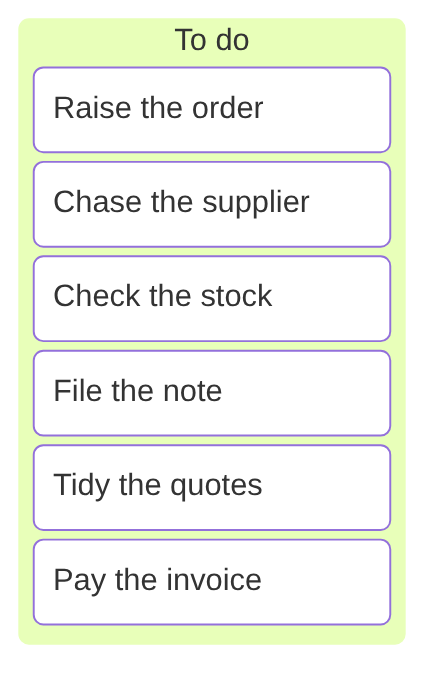 To do
Raise the order
Chase the supplier
Check the stock
File the note
Tidy the quotes
Pay the invoice